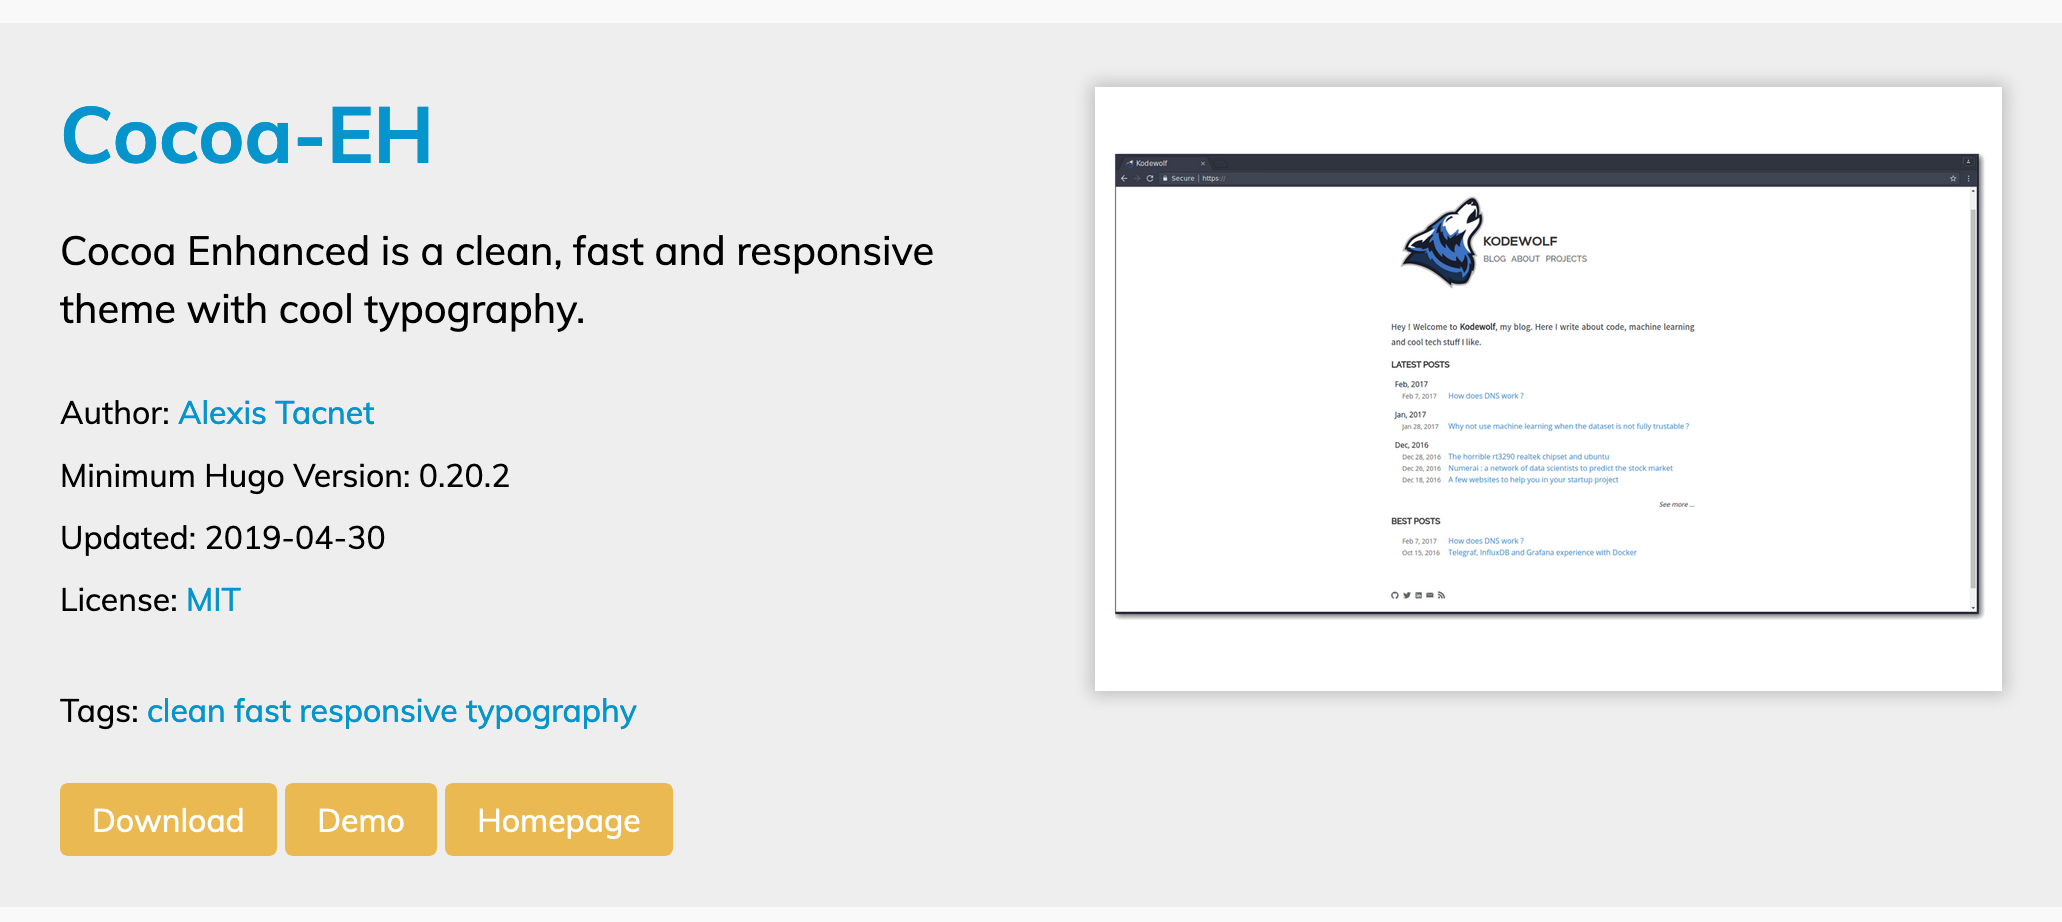 Cocoa-EH
Cocoa Enhanced is a clean, fast and responsive
theme with cool typography.
Author: Alexis Tacnet
Minimum Hugo Version: 0.20.2
Updated: 2019-04-30
License: MIT
Tags: clean fast responsive typography
Download Demo Homepage
Kodewolf
Secure | https://
KODEWOLF
BLOG ABOUT PROJECTS
Hey ! Welcome to Kodewolf, my blog. Here I write about code, machine learning
and cool tech stuff I like.
LATEST POSTS
Feb, 2017
Feb 7, 2017 How does DNS work ?
Jan, 2017
Jan 28, 2017 Why not use machine learning when the dataset is not fully trustable ?
Dec, 2016
Dec 28, 2016 The horrible rt3290 realtek chipset and ubuntu
Dec 26, 2016 Numerai : a network of data scientists to predict the stock market
Dec 18, 2016 A few websites to help you in your startup project
See more ...
BEST POSTS
Feb 7, 2017 How does DNS work ?
Oct 15, 2016 Telegraf, InfluxDB and Grafana experience with Docker